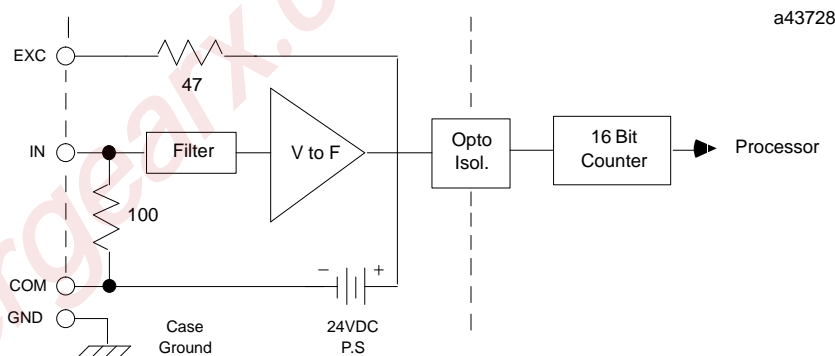 a43728
EXC
47
IN
Filter
V to F
Opto
Isol.
16 Bit
Counter
Processor
100
COM
− +
GND
Case
Ground
24VDC
P.S